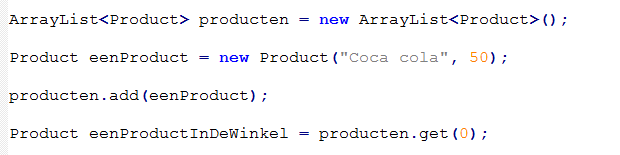 ArrayList<Product> producten = new ArrayList<Product>();
Product eenProduct = new Product("Coca cola", 50);
producten.add(eenProduct);
Product eenProductInDeWinkel = producten.get(0);